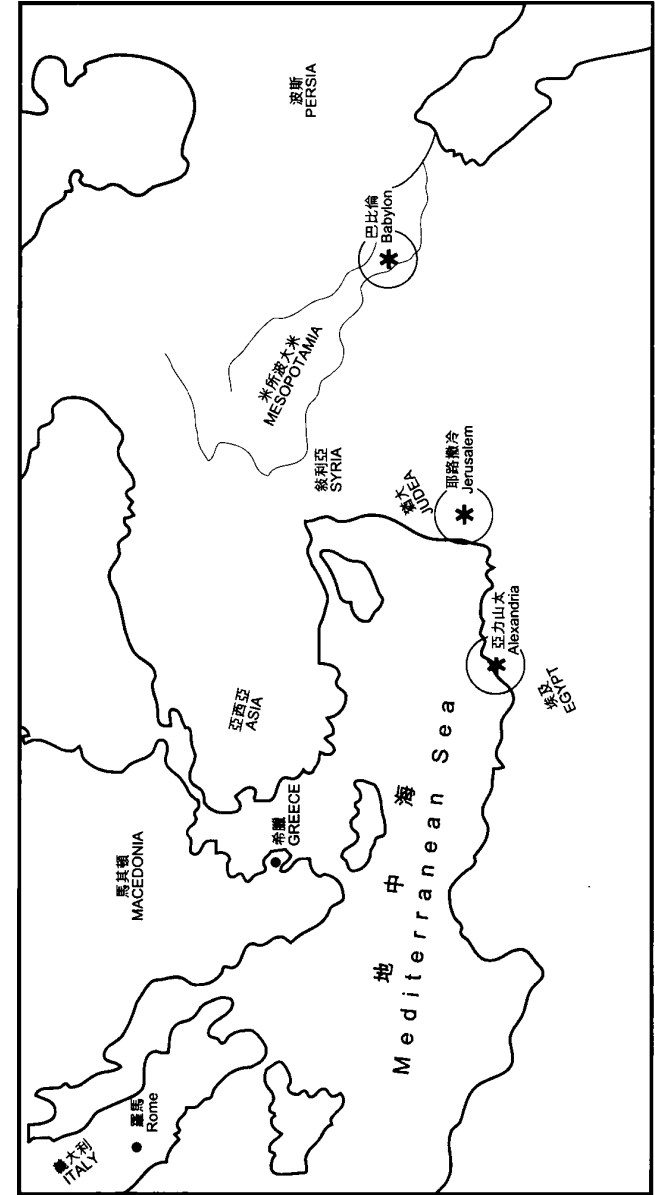 義大利
ITALY
羅馬
Rome
馬其頓
MACEDONIA
希臘
GREECE
亞西亞
ASIA
地中海
Mediterranean Sea
敍利亞
SYRIA
米所波大米
MESOPOTAMIA
波斯
PERSIA
巴比倫
Babylon
猶大
JUDEA
耶路撒冷
Jerusalem
亞力山太
Alexandria
埃及
EGYPT